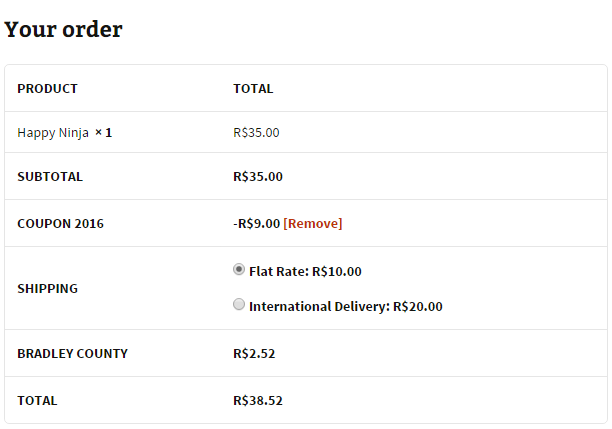 Your order
PRODUCT TOTAL
Happy Ninja × 1 R$35.00
SUBTOTAL R$35.00
COUPON 2016 -R$9.00 [Remove]
Flat Rate: R$10.00
SHIPPING
International Delivery: R$20.00
BRADLEY COUNTY R$2.52
TOTAL R$38.52